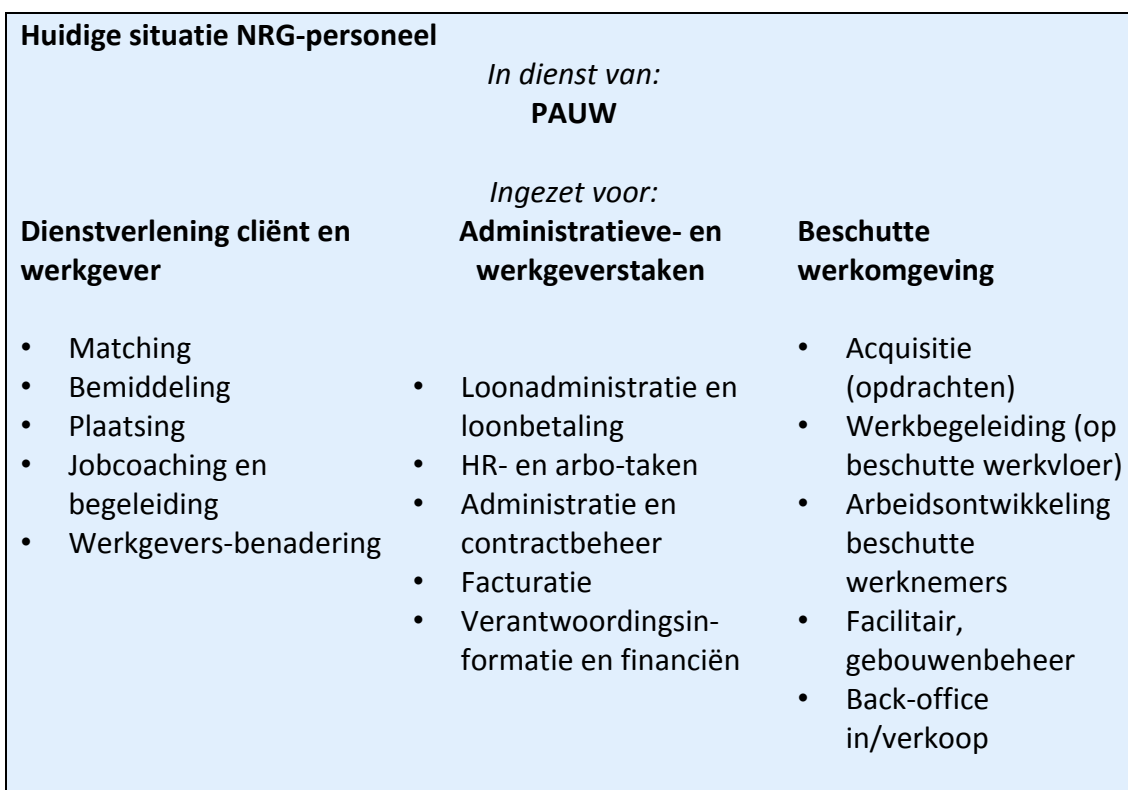 Huidige situatie NRG-personeel
In dienst van:
PAUW
Ingezet voor:
Dienstverlening cliënt en
werkgever
• Matching
• Bemiddeling
• Plaatsing
• Jobcoaching en
begeleiding
• Werkgevers-benadering
Administratieve- en
werkgeverstaken
• Loonadministratie en
loonbetaling
• HR- en arbo-taken
• Administratie en
contractbeheer
• Facturatie
• Verantwoordingsin-
formatie en financiën
Beschutte
werkomgeving
• Acquisitie
(opdrachten)
• Werkbegeleiding (op
beschutte werkvloer)
• Arbeidsontwikkeling
beschutte
werknemers
• Facilitair,
gebouwenbeheer
• Back-office
in/verkoop